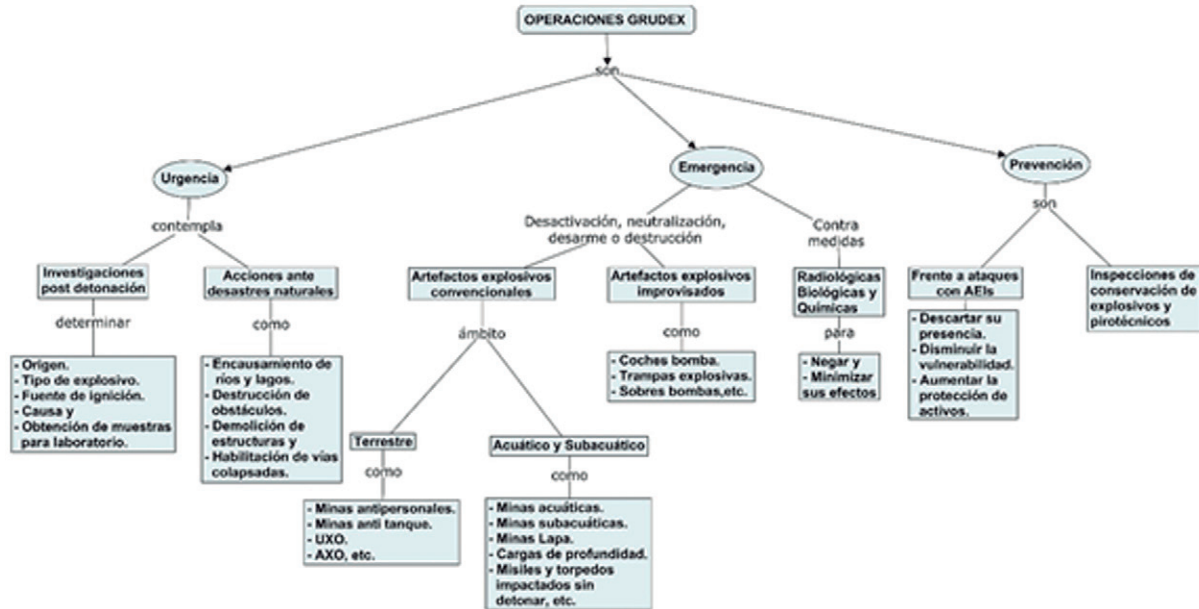 OPERACIONES GRUDEX
son
Urgencia
Emergencia
Prevención
contempla
Desactivación, neutralización,
desarme o destrucción
Contra
medidas
son
Investigaciones
post detonación
Acciones ante
desastres naturales
Artefactos explosivos
convencionales
Artefactos explosivos
improvisados
Radiológicas
Biológicas y
Químicas
Frente a ataques
con AEIs
Inspecciones de
conservación de
explosivos y
pirotécnicos
determinar
como
ámbito
como
para
- Origen.
- Tipo de explosivo.
- Fuente de ignición.
- Causa y
- Obtención de muestras
para laboratorio.
- Encausamiento de
ríos y lagos.
- Destrucción de
obstáculos.
- Demolición de
estructuras y
- Habilitación de vías
colapsadas.
- Coches bomba.
- Trampas explosivas.
- Sobres bombas,etc.
- Negar y
- Minimizar
sus efectos
- Descartar su
presencia.
- Disminuir la
vulnerabilidad.
- Aumentar la
protección de
activos.
Terrestre
Acuático y Subacuático
como
como
- Minas antipersonales.
- Minas anti tanque.
- UXO.
- AXO, etc.
- Minas acuáticas.
- Minas subacuáticas.
- Minas Lapa.
- Cargas de profundidad.
- Misiles y torpedos
impactados sin
detonar, etc.